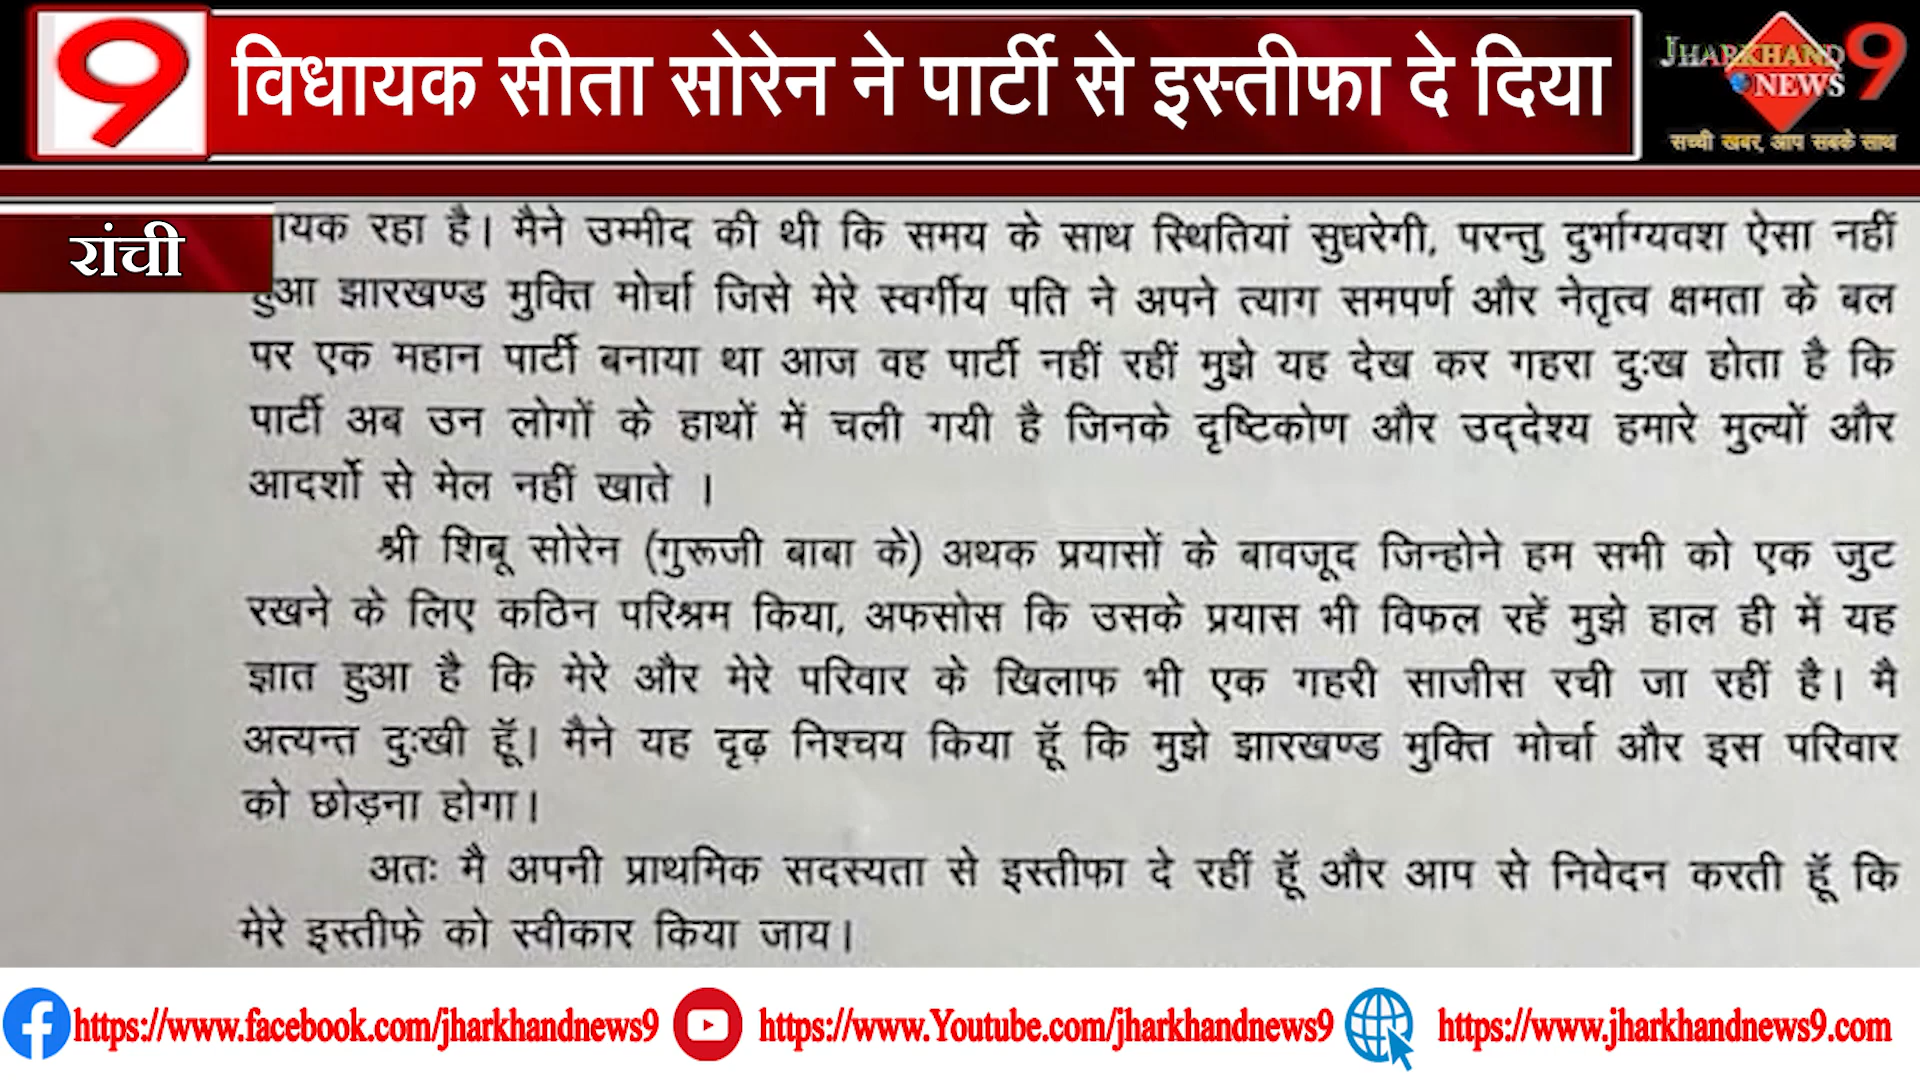 9 विधायक सीता सोरेन ने पार्टी से इस्तीफा दे दिया
JHARKHAND 9
NEWS
सच्ची खबर, आप सबके साथ
रांची
यक रहा है। मैने उम्मीद की थी कि समय के साथ स्थितियां सुधरेगी, परन्तु दुर्भाग्यवश ऐसा नहीं
हुआ झारखण्ड मुक्ति मोर्चा जिसे मेरे स्वर्गीय पति ने अपने त्याग समपर्ण और नेतृत्व क्षमता के बल
पर एक महान पार्टी बनाया था आज वह पार्टी नहीं रहीं मुझे यह देख कर गहरा दुःख होता है कि
पार्टी अब उन लोगों के हाथों में चली गयी है जिनके दृष्टिकोण और उद्देश्य हमारे मुल्यों और
आदर्शो से मेल नहीं खाते ।
श्री शिबू सोरेन (गुरूजी बाबा के) अथक प्रयासों के बावजूद जिन्होने हम सभी को एक जुट
रखने के लिए कठिन परिश्रम किया, अफसोस कि उसके प्रयास भी विफल रहें मुझे हाल ही में यह
ज्ञात हुआ है कि मेरे और मेरे परिवार के खिलाफ भी एक गहरी साजीस रची जा रहीं है। मै
अत्यन्त दुःखी हूॅ। मैने यह दृढ़ निश्चय किया हूॅ कि मुझे झारखण्ड मुक्ति मोर्चा और इस परिवार
को छोड़ना होगा।
अतः मै अपनी प्राथमिक सदस्यता से इस्तीफा दे रहीं हूॅ और आप से निवेदन करती हूॅ कि
मेरे इस्तीफे को स्वीकार किया जाय।
https://www.facebook.com/jharkhandnews9 https://www.Youtube.com/jharkhandnews9 https://www.jharkhandnews9.com